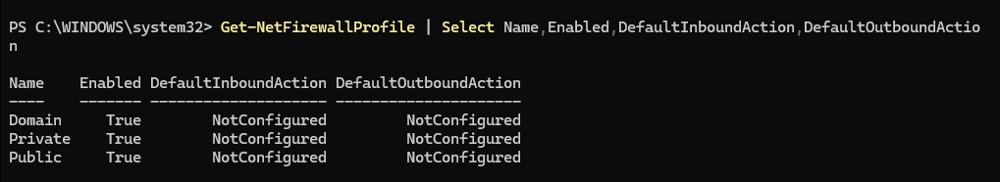 PS C:\WINDOWS\system32> Get-NetFirewallProfile | Select Name,Enabled,DefaultInboundAction,DefaultOutboundActio
n
Name    Enabled DefaultInboundAction DefaultOutboundAction
----    ------- -------------------- ---------------------
Domain     True        NotConfigured         NotConfigured
Private    True        NotConfigured         NotConfigured
Public     True        NotConfigured         NotConfigured